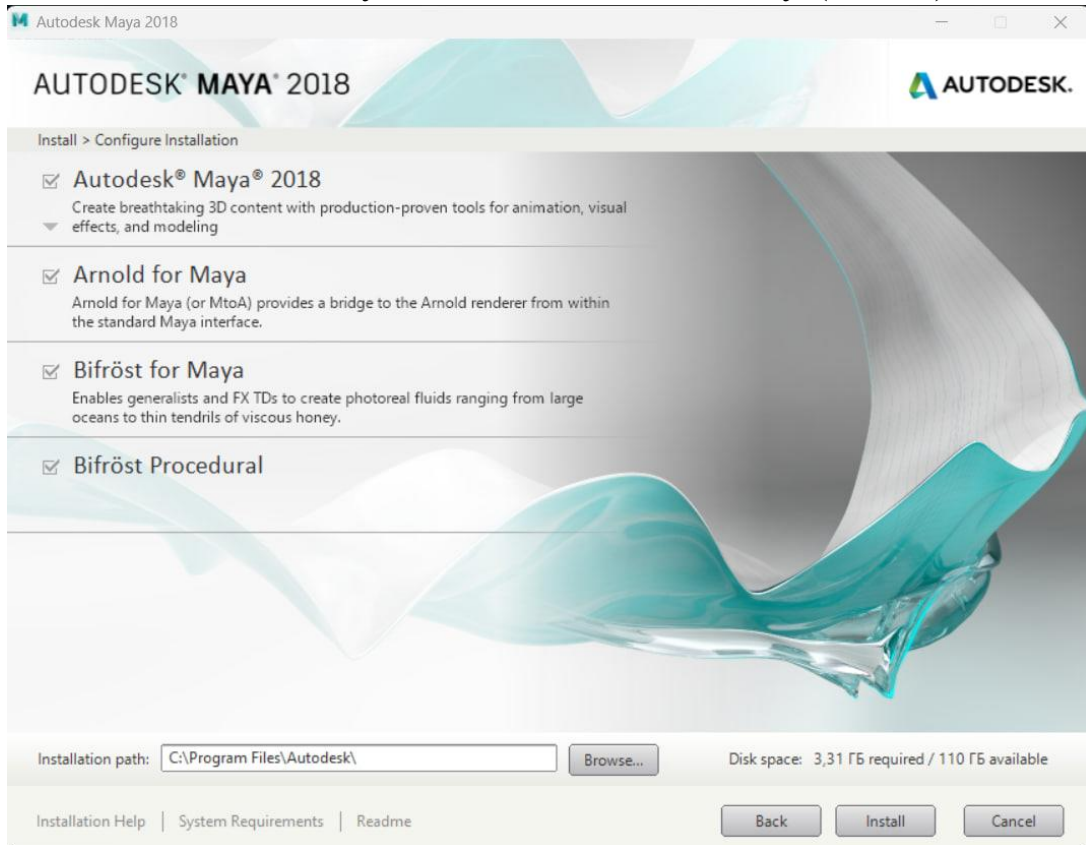 Autodesk Maya 2018
AUTODESK® MAYA® 2018
AUTODESK.
Install > Configure Installation
Autodesk® Maya® 2018
Create breathtaking 3D content with production-proven tools for animation, visual
effects, and modeling
Arnold for Maya
Arnold for Maya (or MtoA) provides a bridge to the Arnold renderer from within
the standard Maya interface.
Bifröst for Maya
Enables generalists and FX TDs to create photoreal fluids ranging from large
oceans to thin tendrils of viscous honey.
Bifröst Procedural
Installation path: C:\Program Files\Autodesk\ Browse... Disk space: 3,31 ГБ required / 110 ГБ available
Installation Help | System Requirements | Readme Back Install Cancel